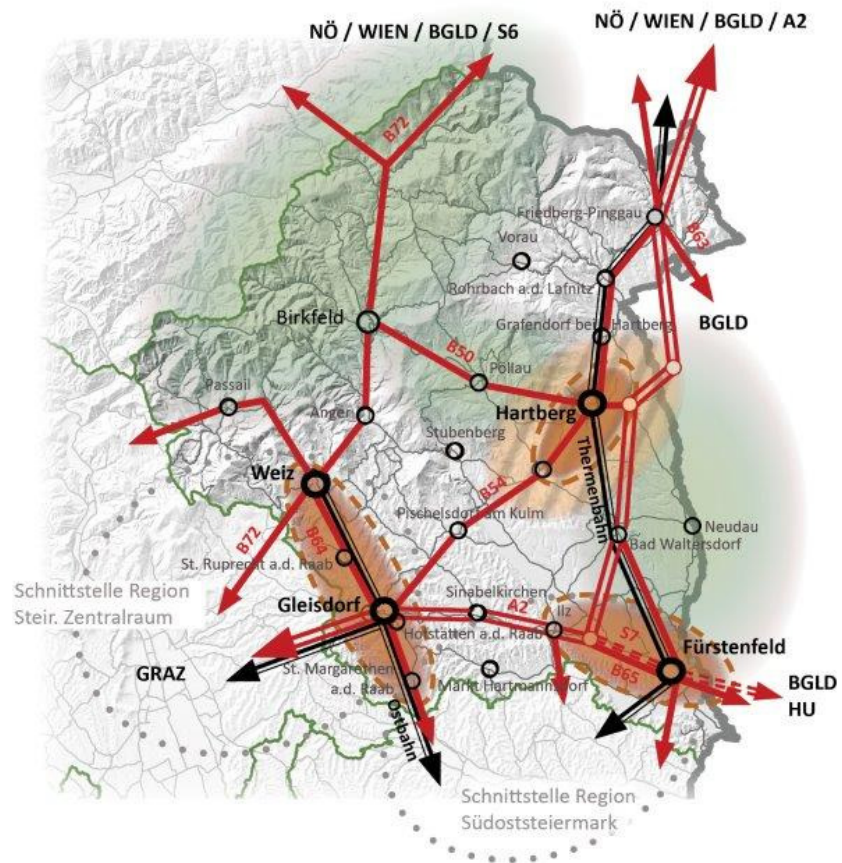 NÖ / WIEN / BGLD / S6
NÖ / WIEN / BGLD / A2
B72
Friedberg-Pinggau
B63
Vorau
Rohrbach a.d. Lafnitz
BGLD
Birkfeld
Grafendorf bei Hartberg
B50
Pöllau
Passail
Hartberg
Anger
Stubenberg
Thermenbahn
Weiz
B54
Pischelsdorf am Kulm
Neudau
B72
B64
Bad Waltersdorf
St. Ruprecht a.d. Raab
Schnittstelle Region
Steir. Zentralraum
Sinabelkirchen
Gleisdorf
A2
Ilz
Hofstätten a.d. Raab
S7
Fürstenfeld
GRAZ
St. Margarethen
a.d. Raab
B65
Markt Hartmannsdorf
BGLD
HU
Ostbahn
Schnittstelle Region
Südoststeiermark